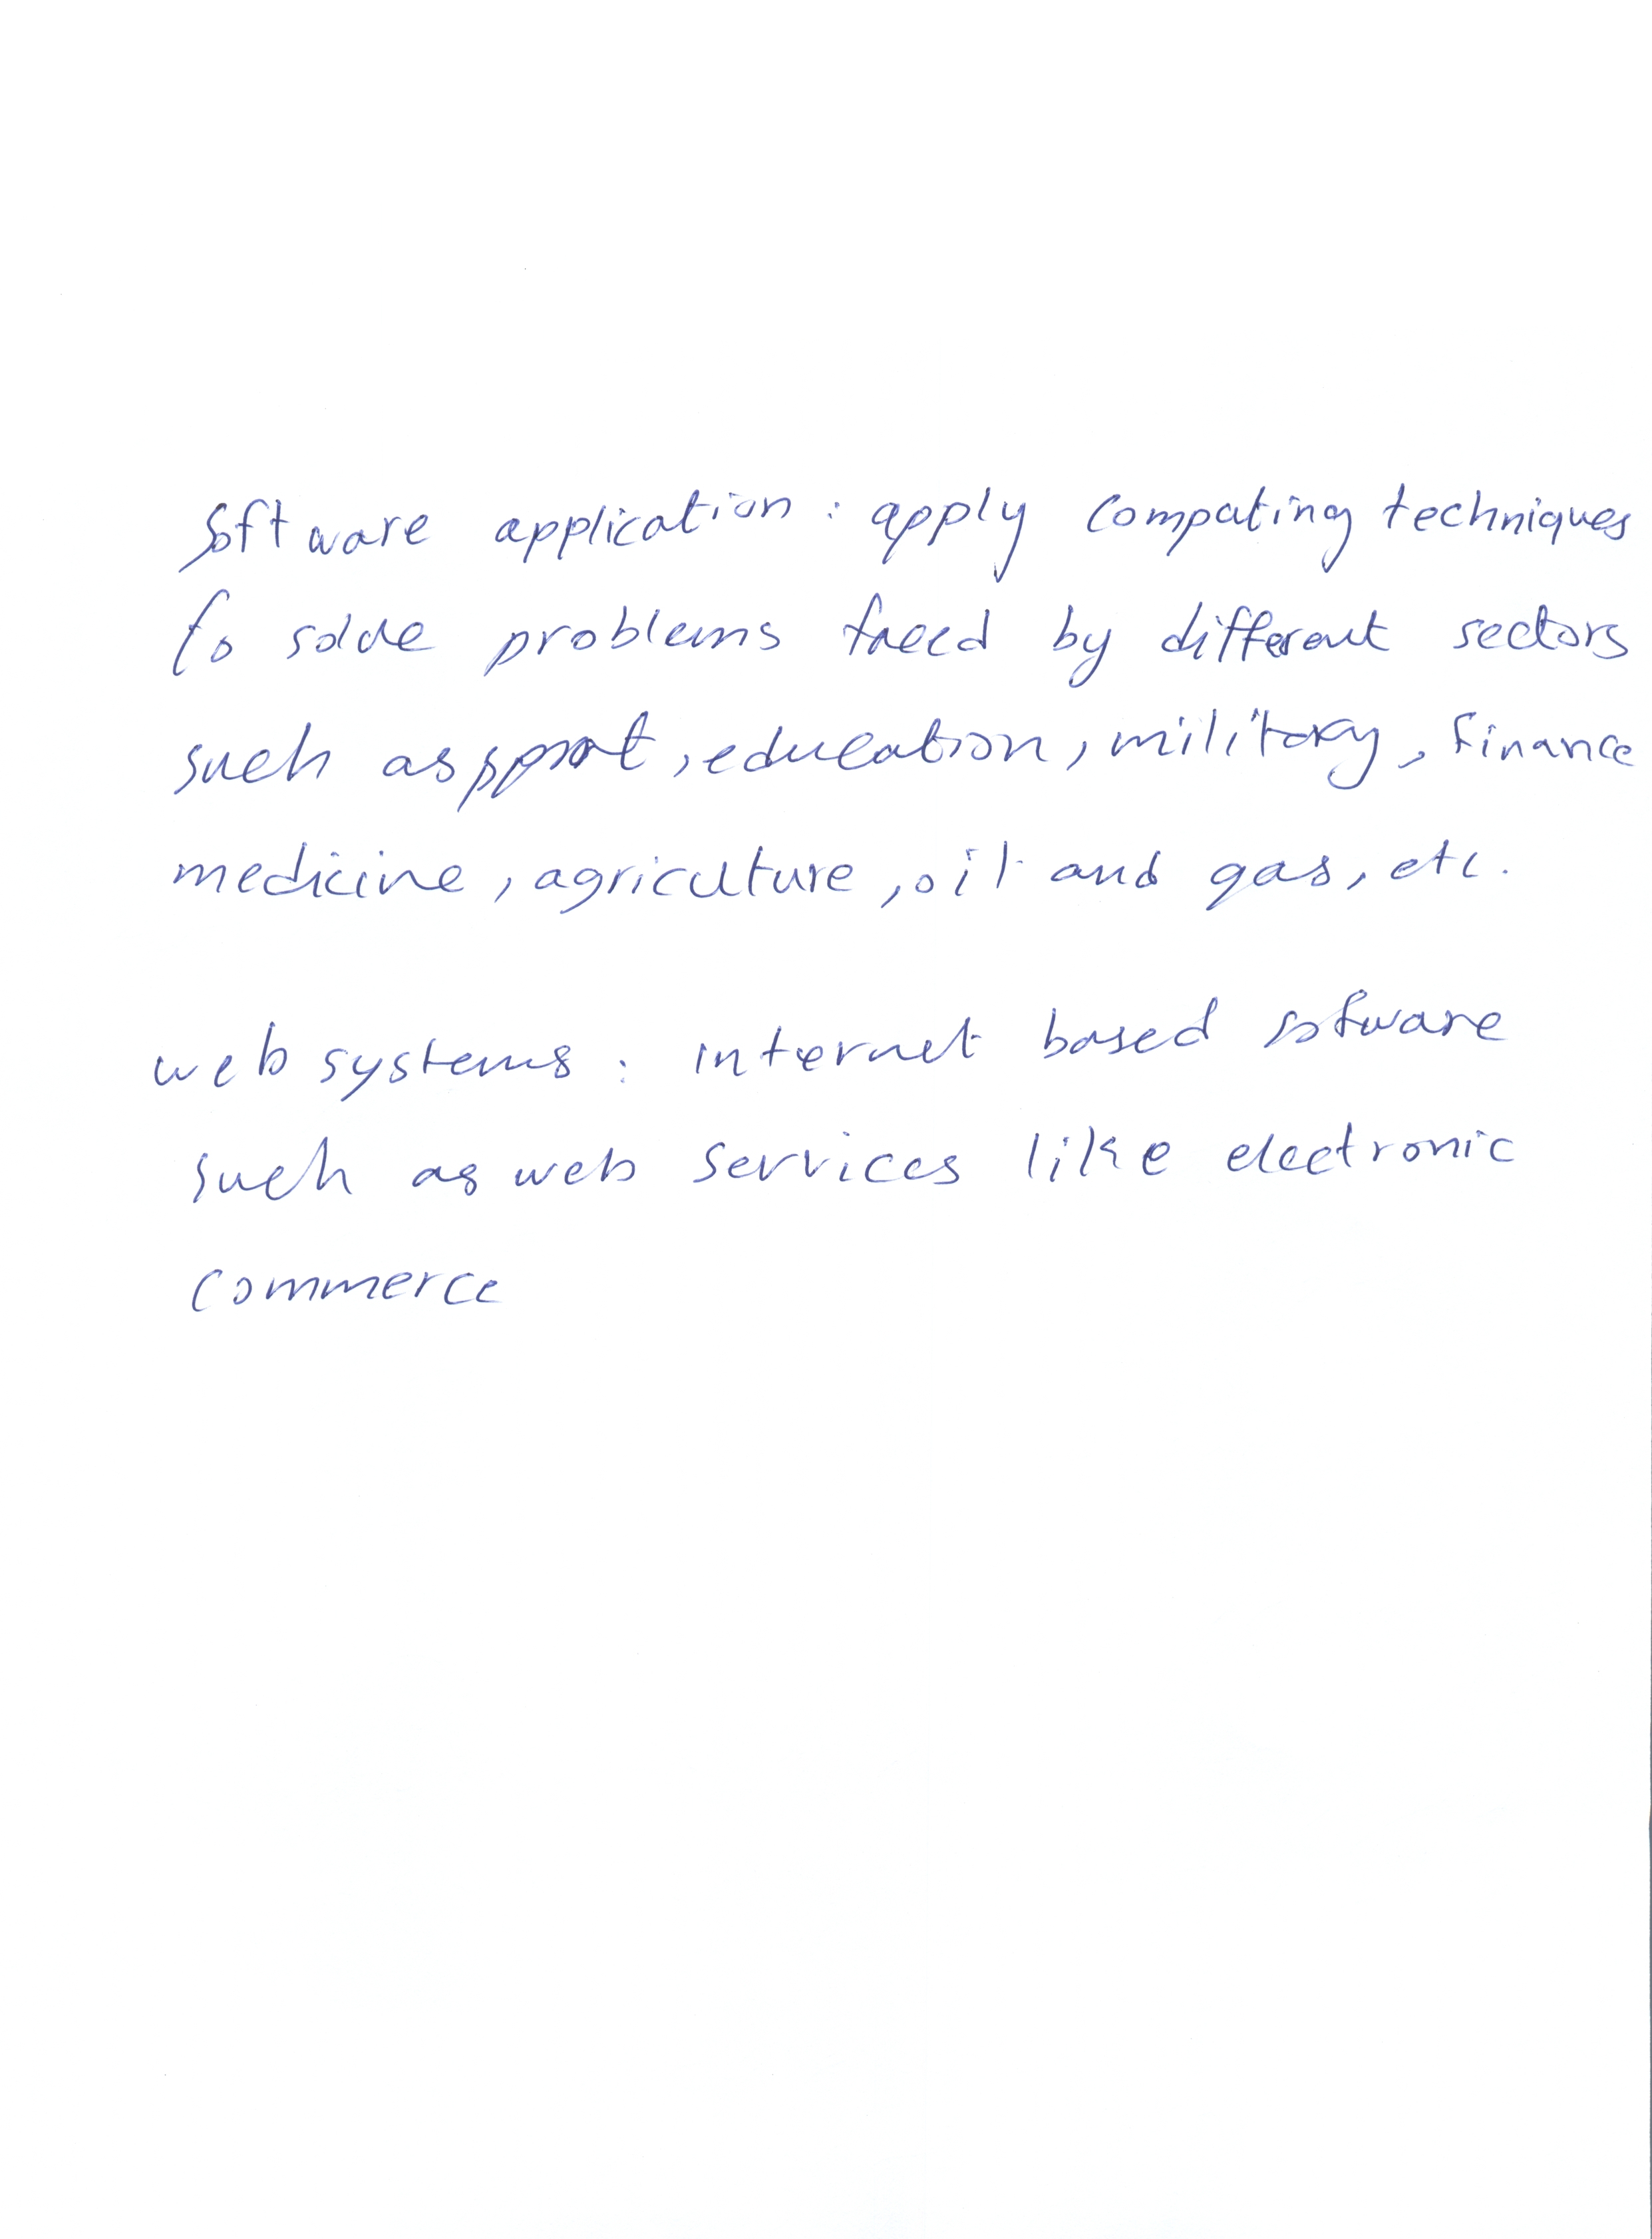 Software application : apply computing techniques
to solve problems faced by different sectors
such as sport , education , military , finance
medicine , agriculture , oil and gas , etc .
web systems : internet based sofware
such as web services like electronic
commerce